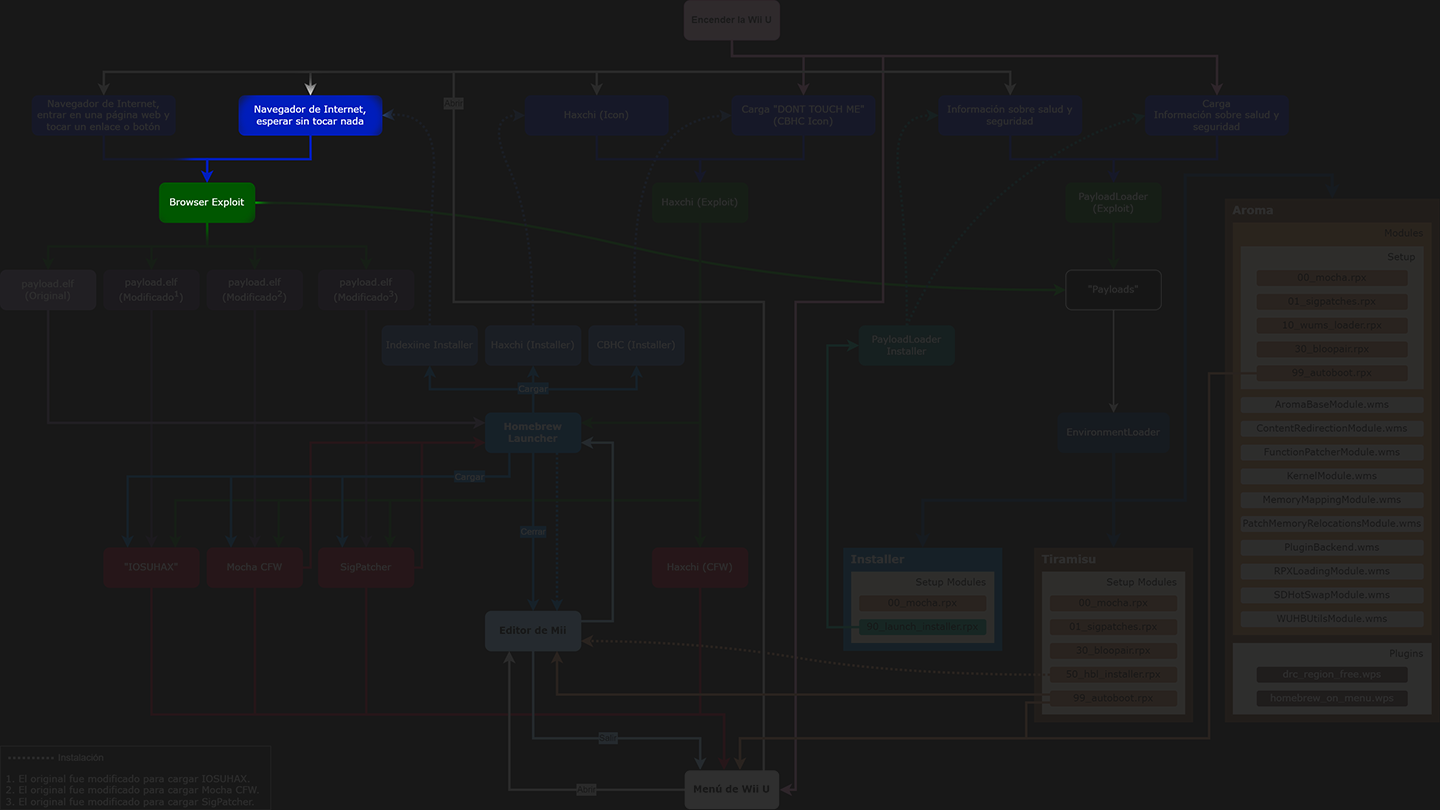 Encender la Wii U
Navegador de Internet,
entrar en una página web y
tocar un enlace o botón
Navegador de Internet,
esperar sin tocar nada
Abrir
Haxchi (Icon)
Carga "DONT TOUCH ME"
(CBHC Icon)
Información sobre salud y
seguridad
Carga
Información sobre salud y
seguridad
Browser Exploit
Haxchi (Exploit)
PayloadLoader
(Exploit)
Aroma
Modules
Setup
00_mocha.rpx
01_sigpatches.rpx
10_wums_loader.rpx
30_bloopair.rpx
90_autoboot.rpx
AromaBaseModule.wms
ContentRedirectionModule.wms
FunctionPatcherModule.wms
KernelModule.wms
MemoryMappingModule.wms
PatchMemoryRelocationsModule.wms
PluginBackend.wms
RPXLoadingModule.wms
SDHotSwapModule.wms
WUHBUtilsModule.wms
Plugins
drc_region_free.wps
homebrew_on_menu.wps
payload.elf
(Original)
payload.elf
(Modificado¹)
payload.elf
(Modificado²)
payload.elf
(Modificado³)
"Payloads"
Indexiine Installer
Haxchi (Installer)
CBHC (Installer)
PayloadLoader
Installer
Cargar
Homebrew
Launcher
EnvironmentLoader
Cargar
Cerrar
"IOSUHAX"
Mocha CFW
SigPatcher
Haxchi (CFW)
Installer
Setup Modules
00_mocha.rpx
90_launch_installer.rpx
Tiramisu
Setup Modules
00_mocha.rpx
01_sigpatches.rpx
30_bloopair.rpx
50_hbl_installer.rpx
99_autoboot.rpx
Editor de Mii
Salir
Abrir
Menú de Wii U
Instalación
1. El original fue modificado para cargar IOSUHAX.
2. El original fue modificado para cargar Mocha CFW.
3. El original fue modificado para cargar SigPatcher.